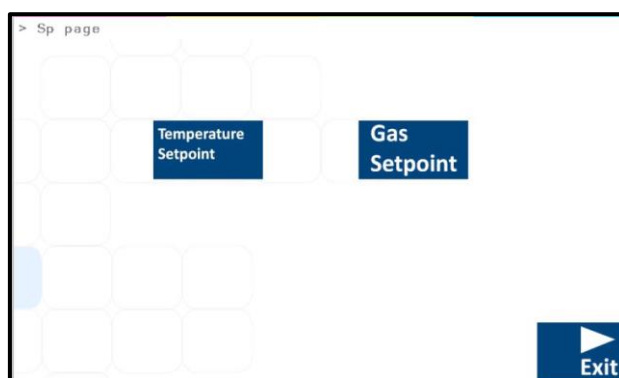 > Sp page
Temperature
Setpoint
Gas
Setpoint
Exit